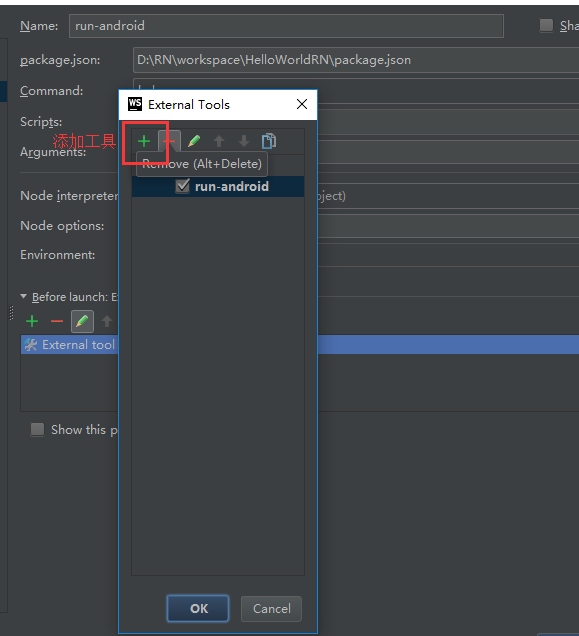 Name: run-android Sha
package.json: D:\RN\workspace\HelloWorldRN\package.json
Command:
WS External Tools
Scripts:
添加工具
Arguments:
Remove (Alt+Delete)
run-android
Node interpreter ject)
Node options:
Environment:
Before launch: E
External tool
Show this p
OK Cancel